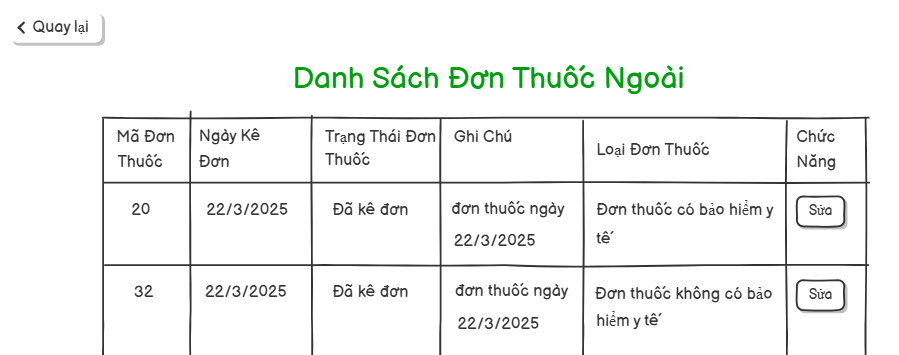 Quay lại
Danh Sách Đơn Thuốc Ngoài
Mã Đơn Thuốc
Ngày Kê Đơn
Trạng Thái Đơn Thuốc
Ghi Chú
Loại Đơn Thuốc
Chức Năng
20
22/3/2025
Đã kê đơn
đơn thuốc ngày
22/3/2025
Đơn thuốc có bảo hiểm y
tế
Sửa
32
22/3/2025
Đã kê đơn
đơn thuốc ngày
22/3/2025
Đơn thuốc không có bảo
hiểm y tế
Sửa